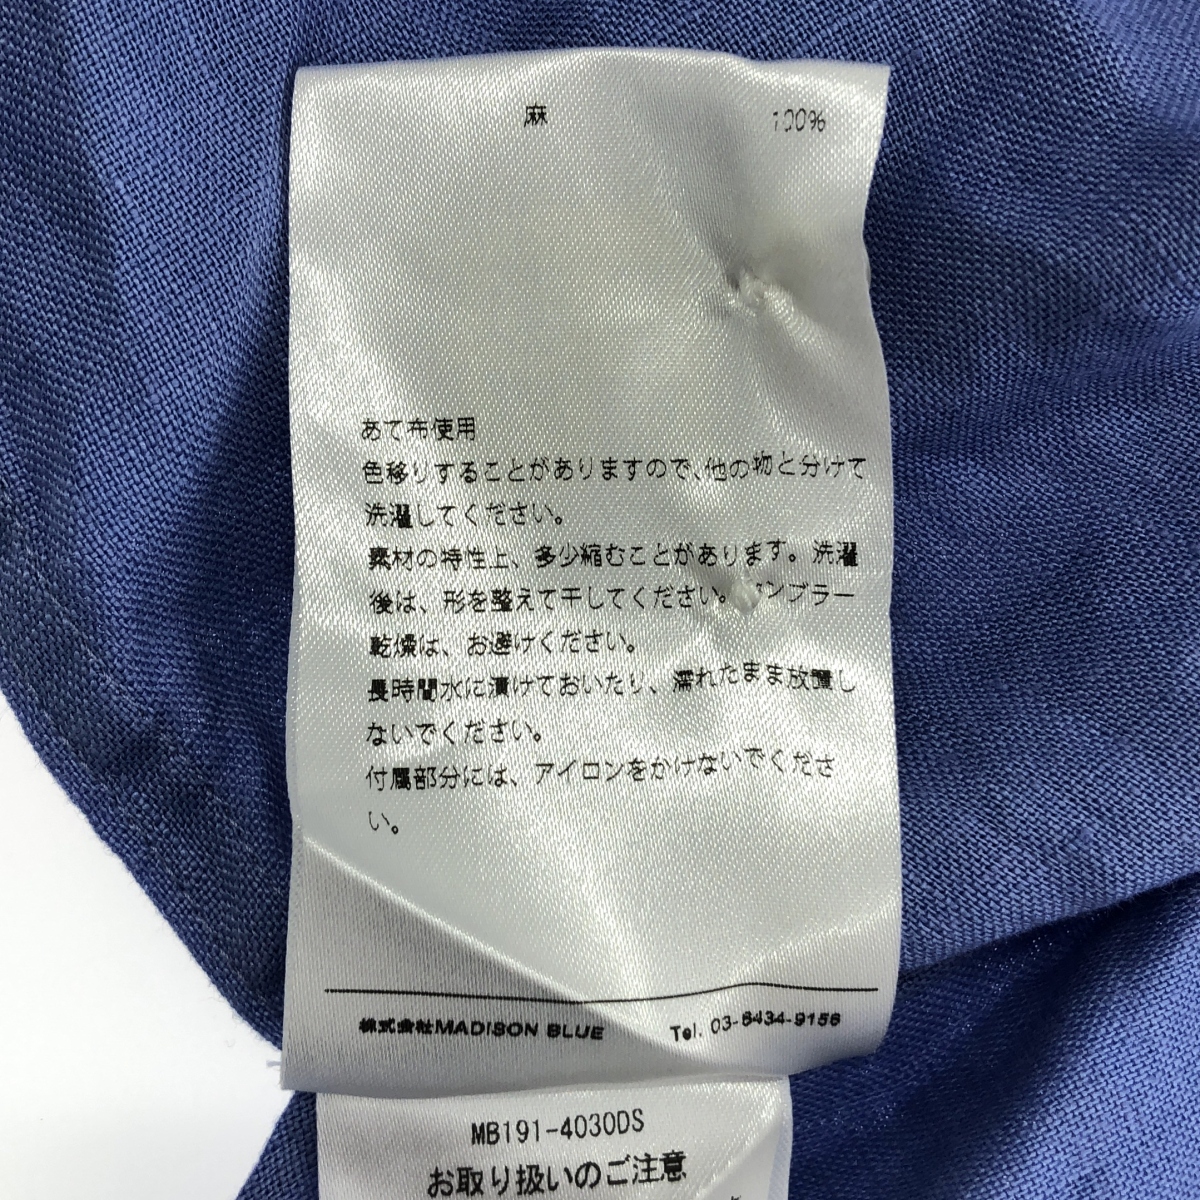 麻 100%
あて布使用
色移りすることがありますので、他の物と分けて
洗濯してください。
素材の特性上、多少縮むことがあります。洗濯
後は、形を整えて干してください。タンブラー
乾燥は、お避けください。
長時間水に漬けておいたり、濡れたまま放置し
ないでください。
付属部分には、アイロンをかけないでくださ
い。
株式会社MADISON BLUE Tel. 03-6434-9156
MB191-4030DS
お取り扱いのご注意